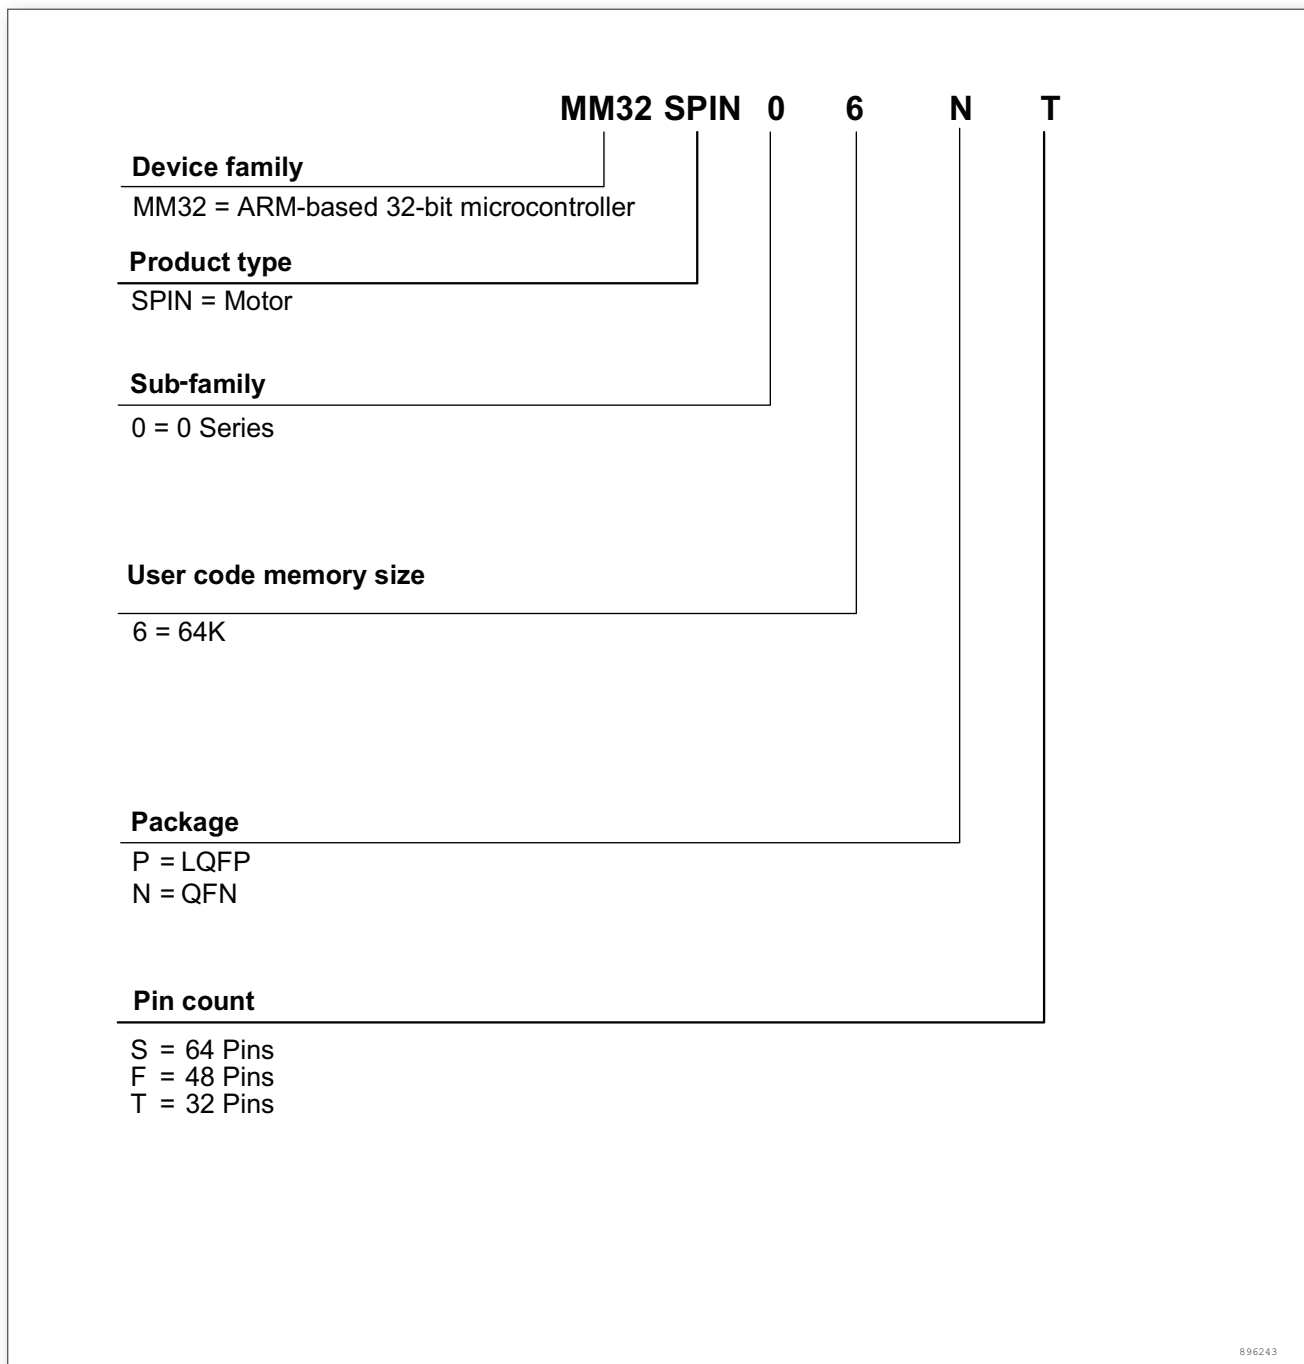 MM32 SPIN 0 6 N T
Device family
MM32 = ARM-based 32-bit microcontroller
Product type
SPIN = Motor
Sub-family
0 = 0 Series
User code memory size
6 = 64K
Package
P = LQFP
N = QFN
Pin count
S = 64 Pins
F = 48 Pins
T = 32 Pins
896243